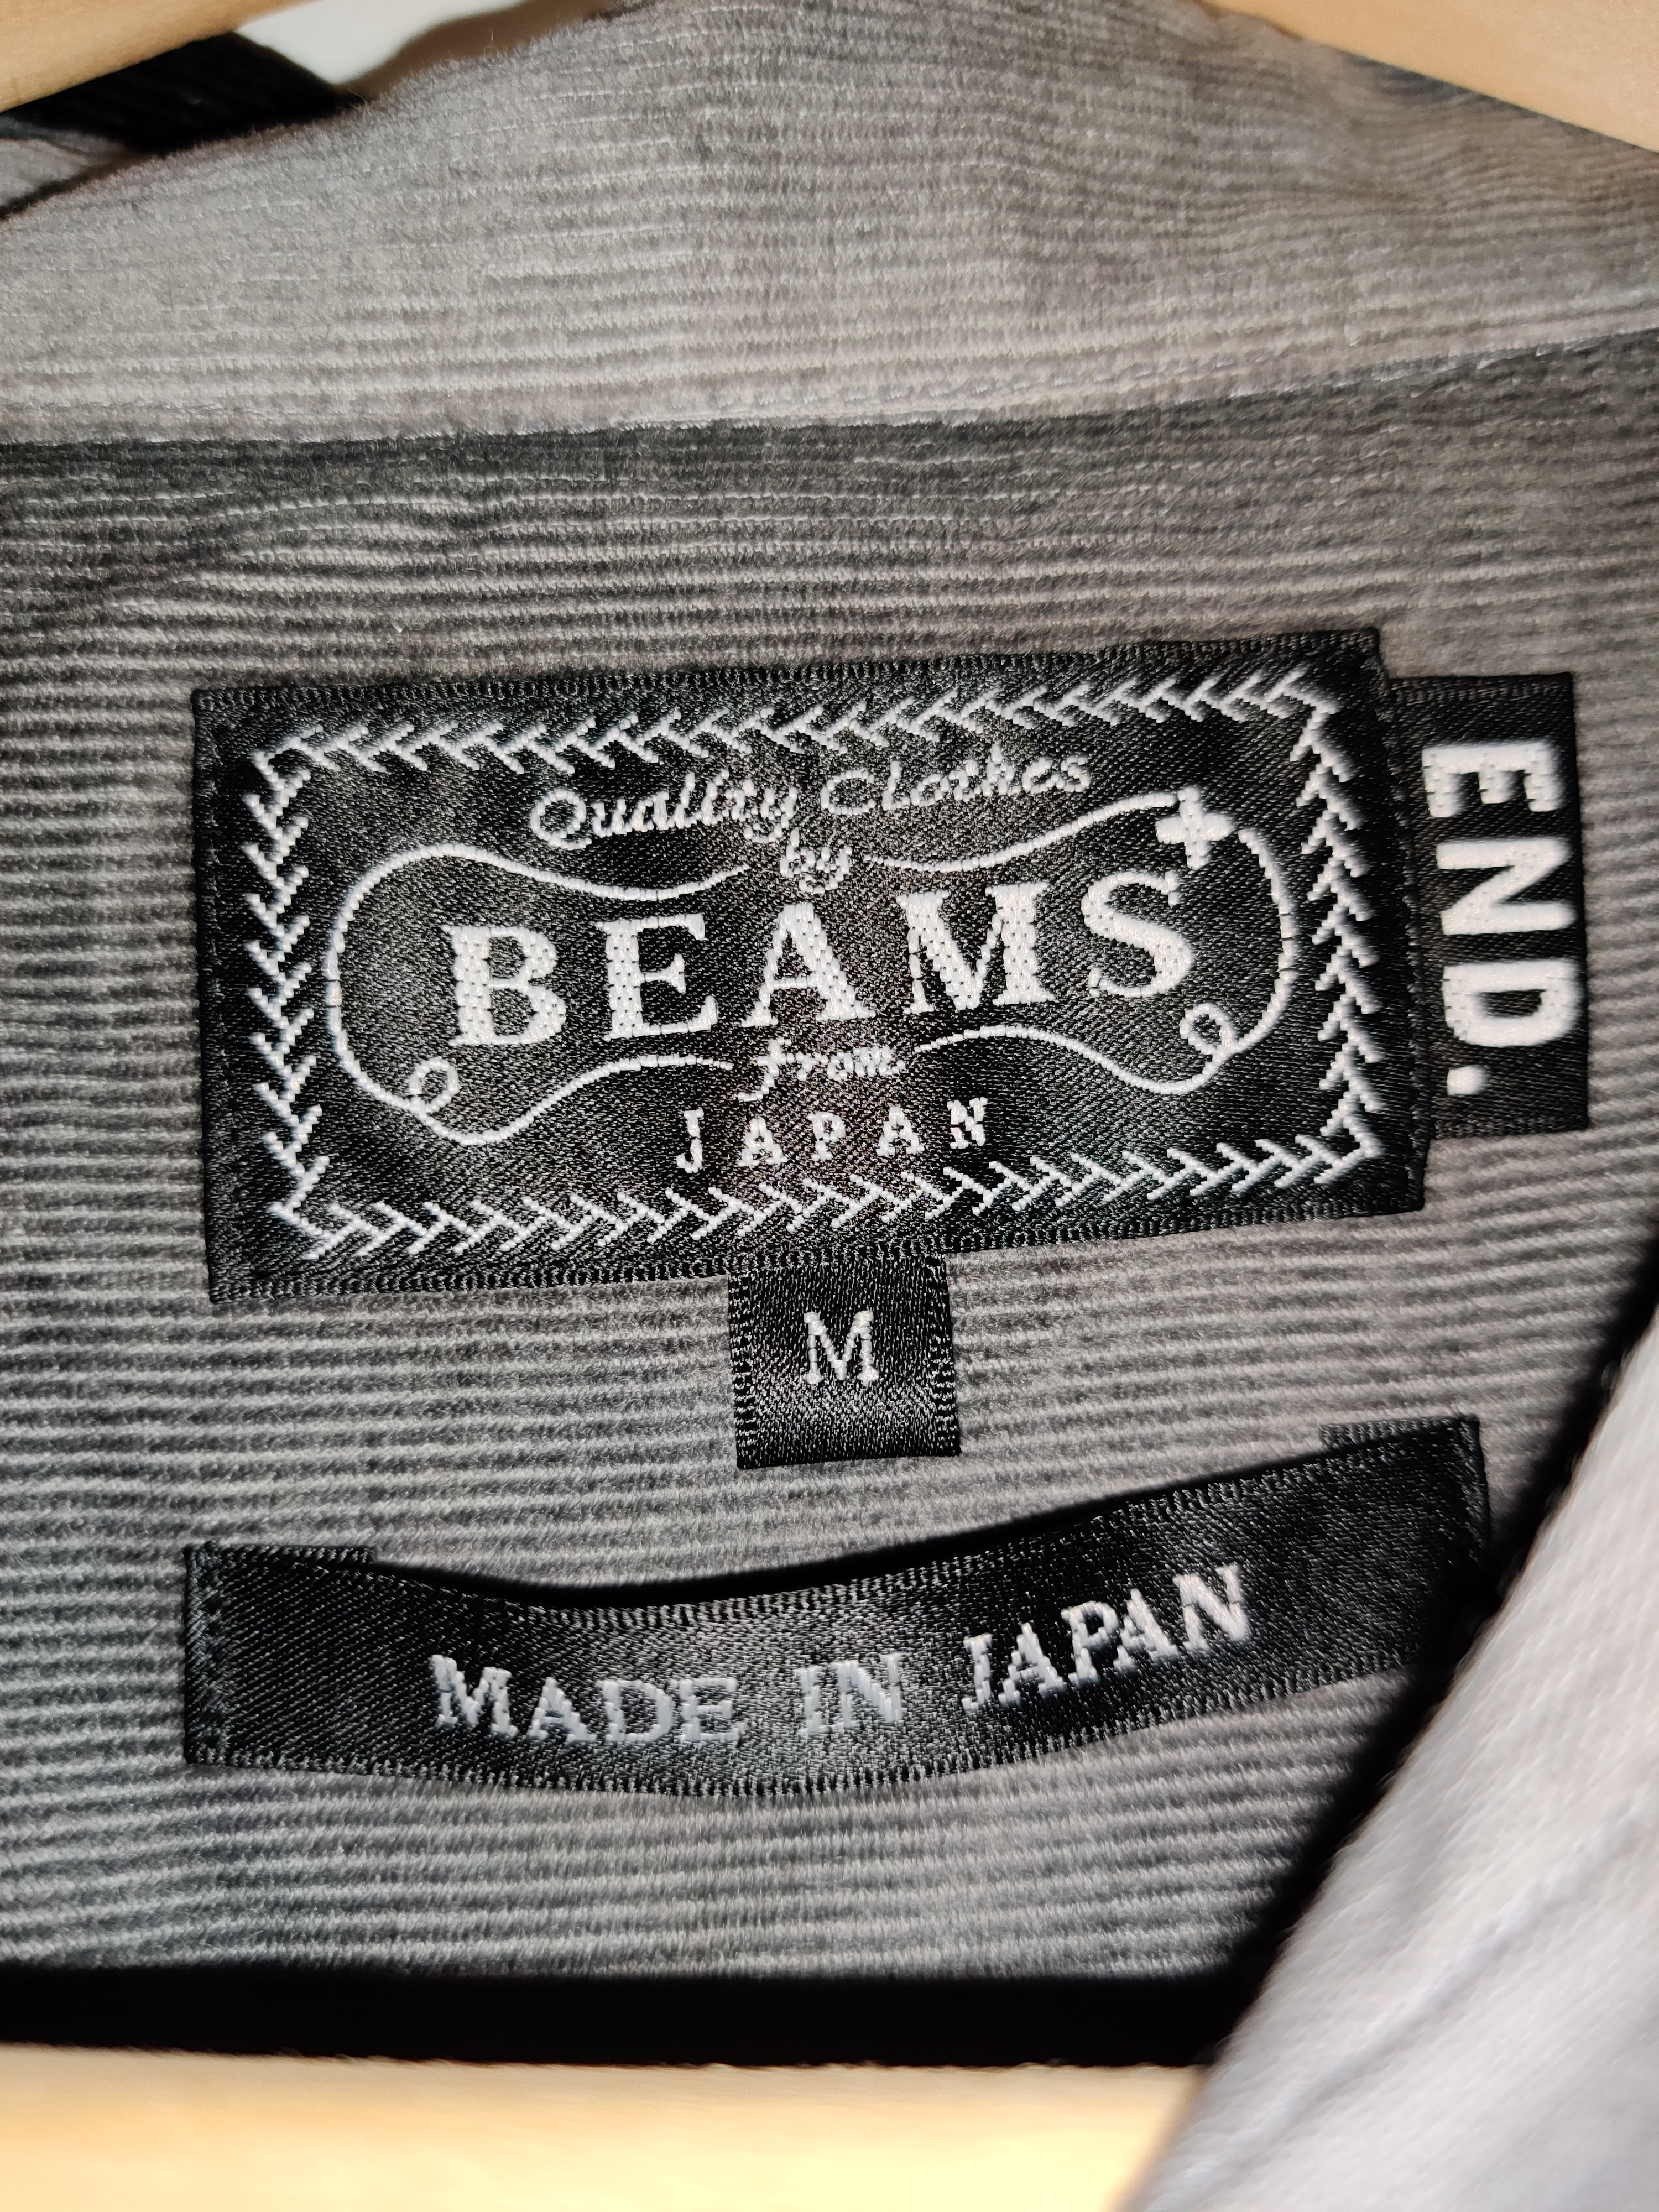 Quality Clothes
by
BEAMS
from
JAPAN
END.
M
MADE IN JAPAN